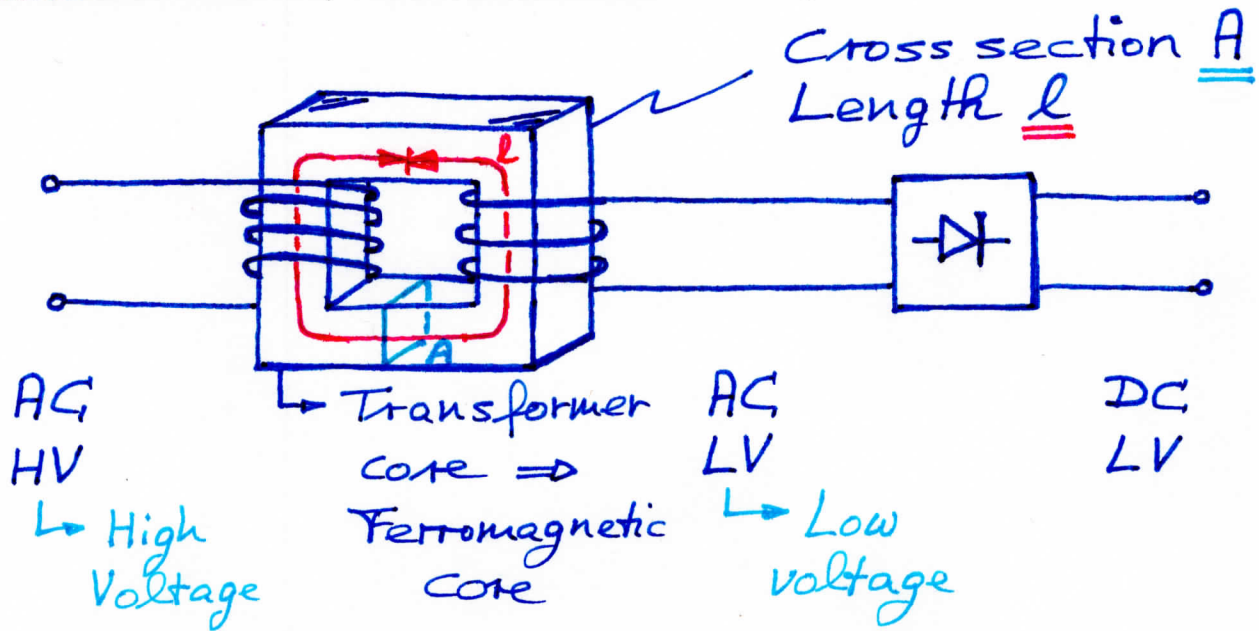 Cross section A
Length l
l
A
AC
HV
High
Voltage
Transformer
core ⇒
Ferromagnetic
core
AC
LV
Low
voltage
DC
LV